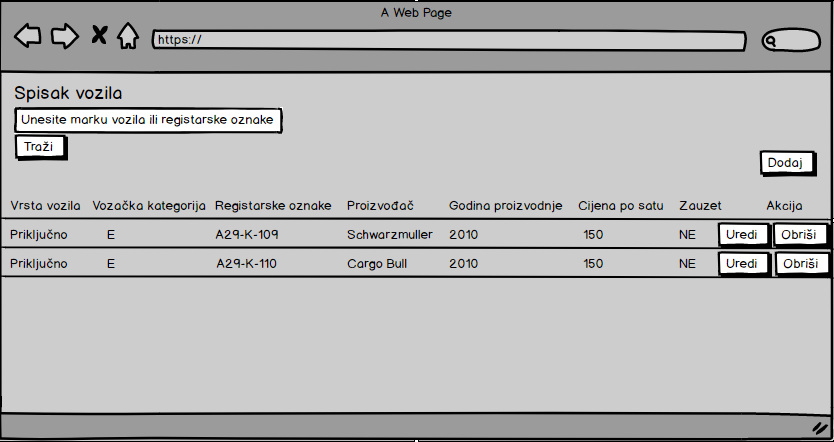 A Web Page
https://
Spisak vozila
Unesite marku vozila ili registarske oznake
Traži
Dodaj
Vrsta vozila Vozačka kategorija Registarske oznake Proizvođač Godina proizvodnje Cijena po satu Zauzet Akcija
Priključno E A29-K-109 Schwarzmuller 2010 150 NE Uredi Obriši
Priključno E A29-K-110 Cargo Bull 2010 150 NE Uredi Obriši